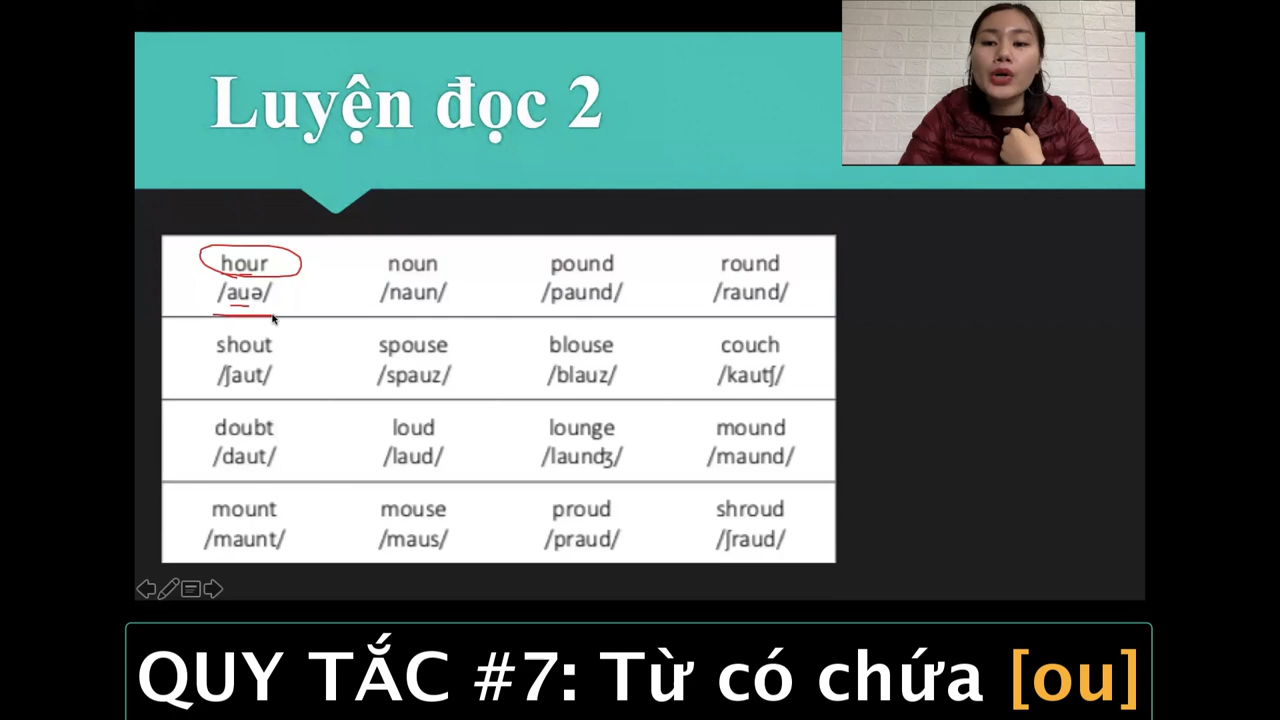 Luyện đọc 2
hour noun pound round
/auə/ /naun/ /paund/ /raund/
shout spouse blouse couch
/ʃaut/ /spauz/ /blauz/ /kautʃ/
doubt loud lounge mound
/daut/ /laud/ /laundʒ/ /maund/
mount mouse proud shroud
/maunt/ /maus/ /praud/ /ʃraud/
QUY TẮC #7: Từ có chứa [ou]